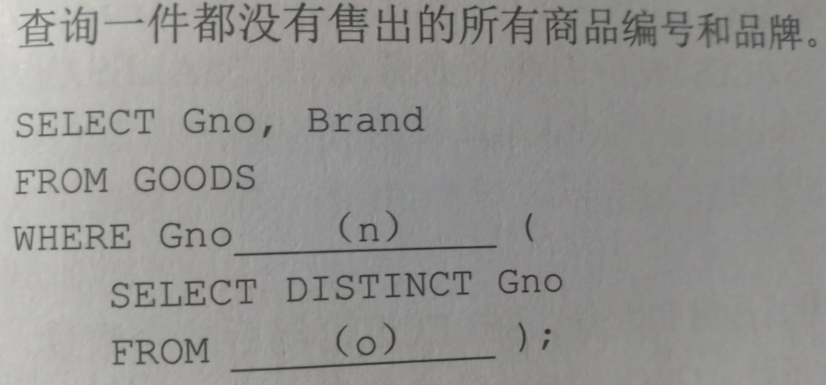 查询一件都没有售出的所有商品编号和品牌。
SELECT Gno, Brand
FROM GOODS
WHERE Gno (n) (
SELECT DISTINCT Gno
FROM (o) );